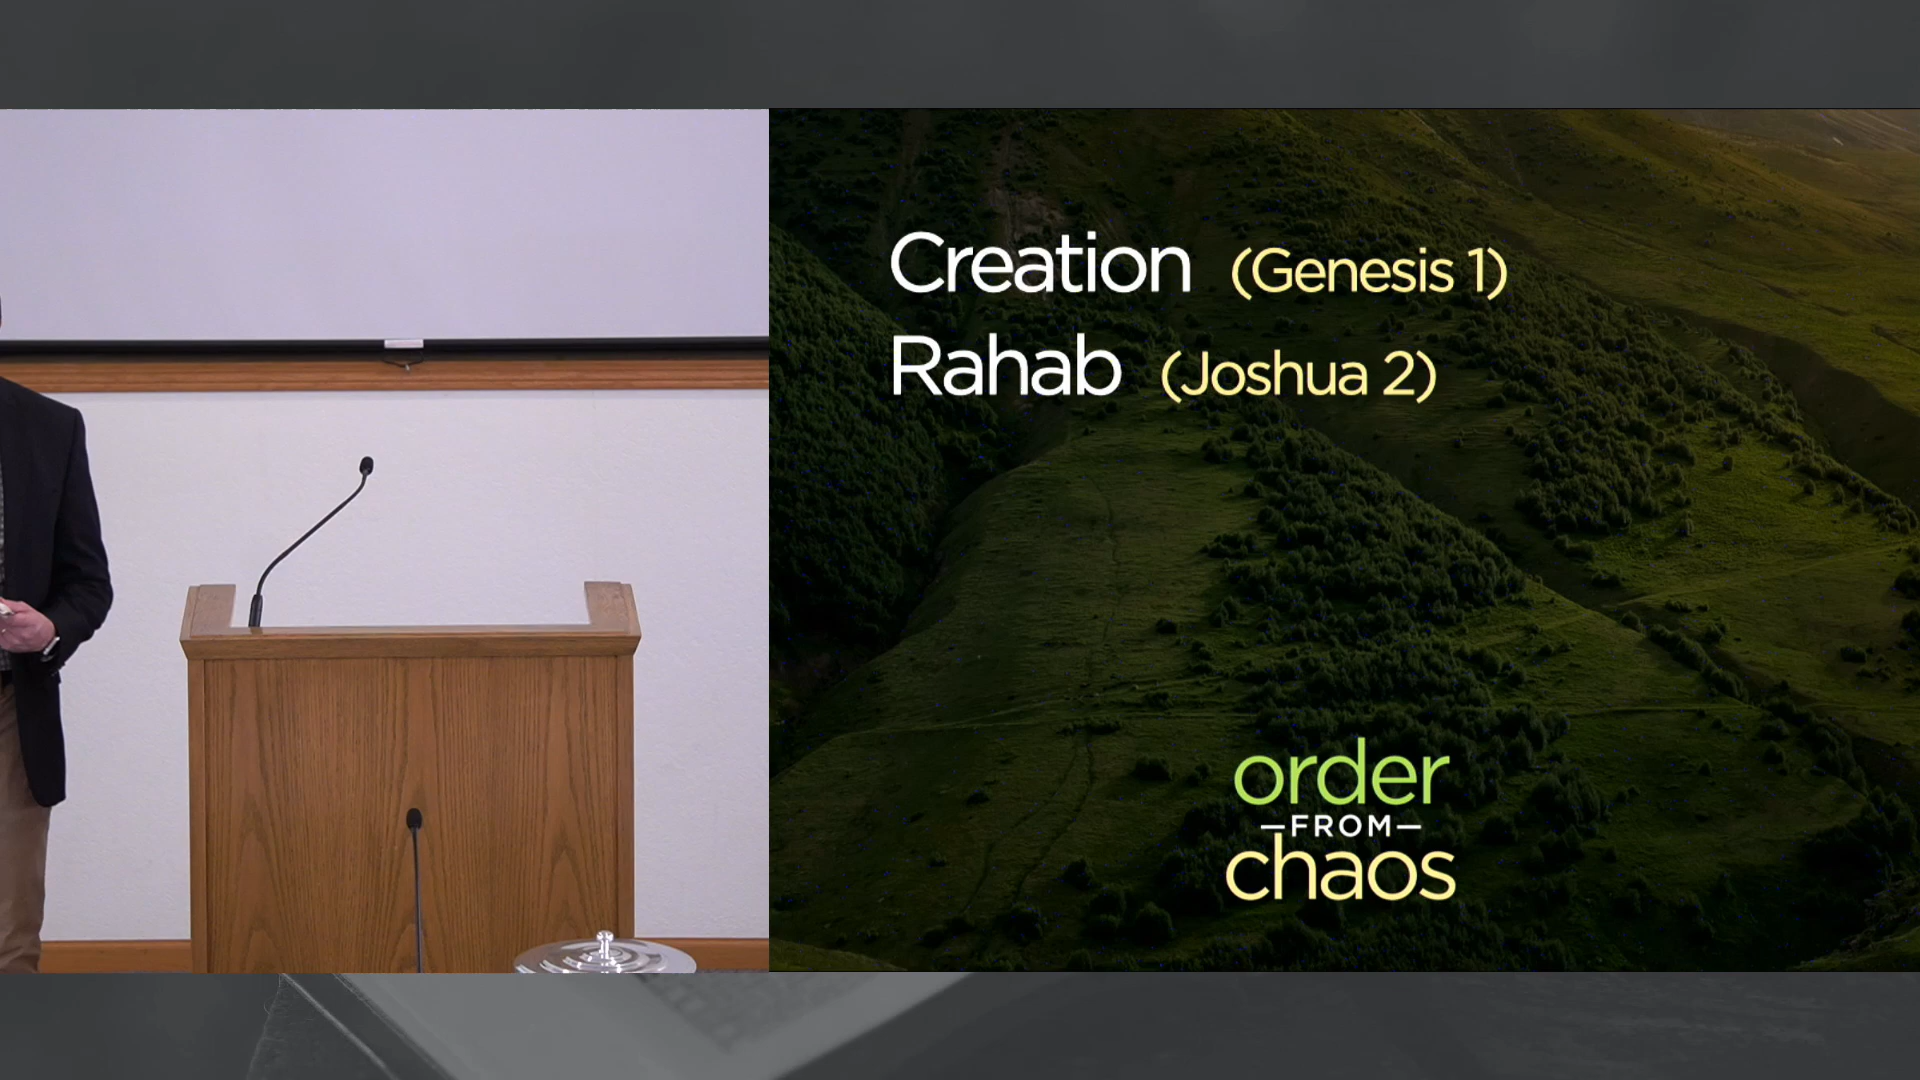 Creation (Genesis 1)
Rahab (Joshua 2)
order
—FROM—
chaos